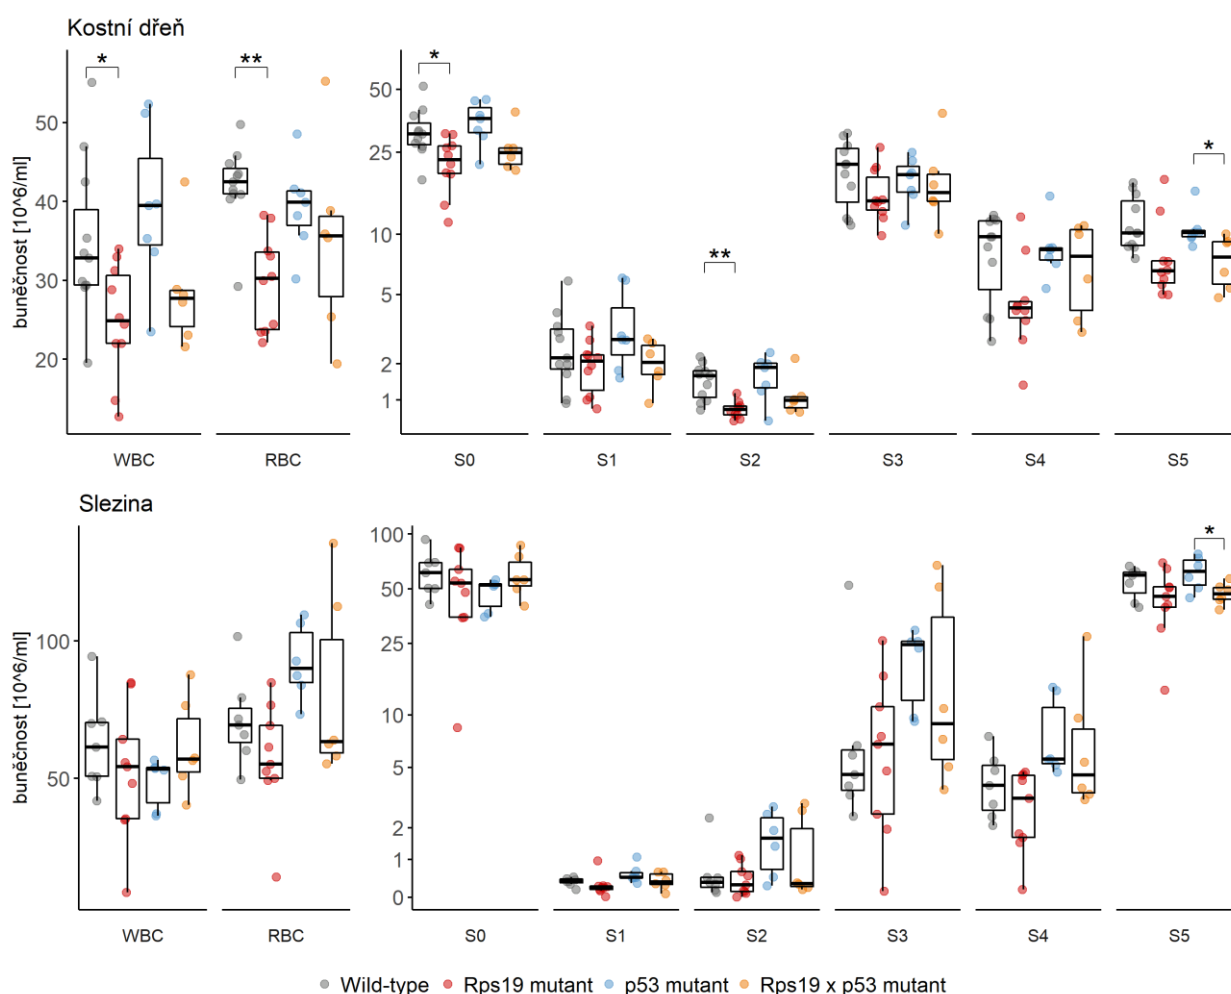 Kostní dřeň
buněčnost [10^6/ml]
50
40
30
20
*
**
WBC
RBC
50
25
10
5
2
1
*
**
*
S0
S1
S2
S3
S4
S5
Slezina
buněčnost [10^6/ml]
100
50
WBC
RBC
100
50
25
10
5
2
1
0
*
S0
S1
S2
S3
S4
S5
Wild-type Rps19 mutant p53 mutant Rps19 x p53 mutant